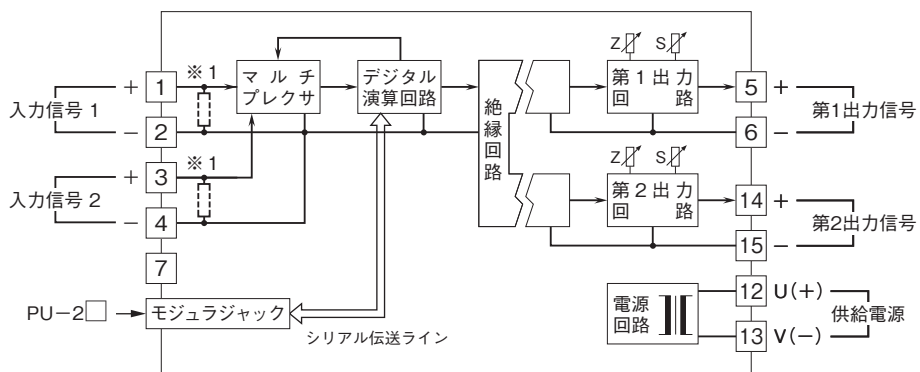 ※1
入力信号 1
+ 1
− 2
※1
入力信号 2
+ 3
− 4
7
マルチ
プレクサ
デジタル
演算回路
絶縁回路
Z S
第1出力
回路
5 +
6 −
第1出力信号
Z S
第2出力
回路
14 +
15 −
第2出力信号
電源
回路
12 U(+)
13 V(−)
供給電源
PU−2□
モジュラジャック
シリアル伝送ライン